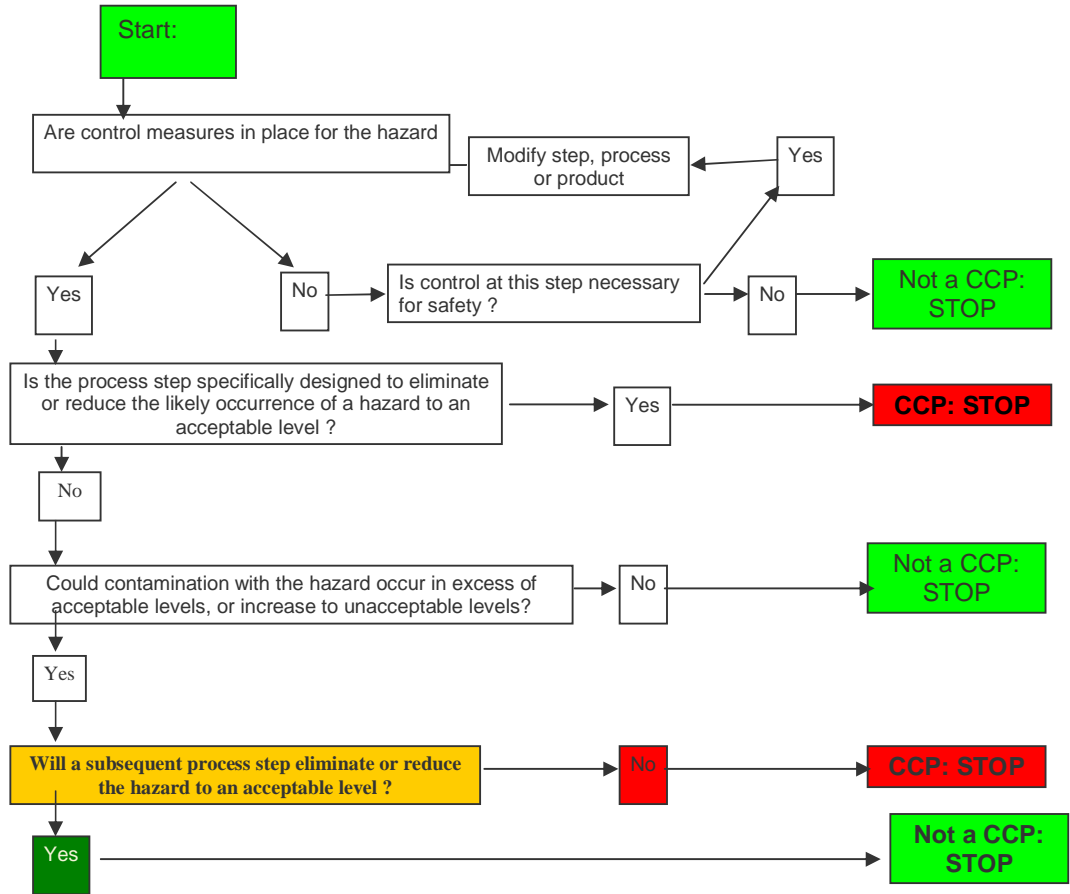 Start:
Are control measures in place for the hazard
Modify step, process
or product
Yes
Yes
No
Is control at this step necessary
for safety ?
No
Not a CCP:
STOP
Is the process step specifically designed to eliminate
or reduce the likely occurrence of a hazard to an
acceptable level ?
Yes
CCP: STOP
No
Could contamination with the hazard occur in excess of
acceptable levels, or increase to unacceptable levels?
No
Not a CCP:
STOP
Yes
Will a subsequent process step eliminate or reduce
the hazard to an acceptable level ?
No
CCP: STOP
Yes
Not a CCP:
STOP